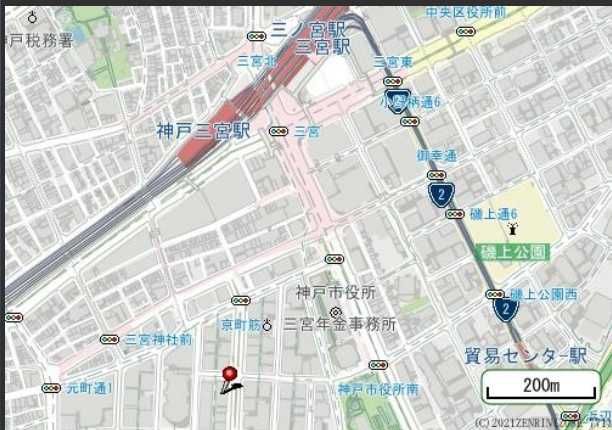 中央区役所前
三ノ宮駅
三宮駅
戸税務署
三宮北
三宮東
小野柄通6
神戸三宮駅
三宮
御幸通
2
磯上通6
磯上公園
神戸市役所
磯上公園西
2
京町筋
三宮年金事務所
三宮神社前
貿易センター駅
元町通1
神戸市役所南
200m
浜辺